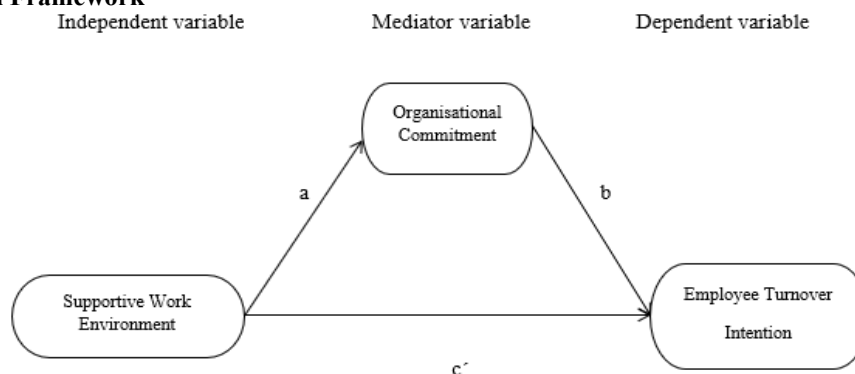 Framework
Independent variable
Mediator variable
Dependent variable
Organisational
Commitment
a
b
Supportive Work
Environment
Employee Turnover
Intention
c´